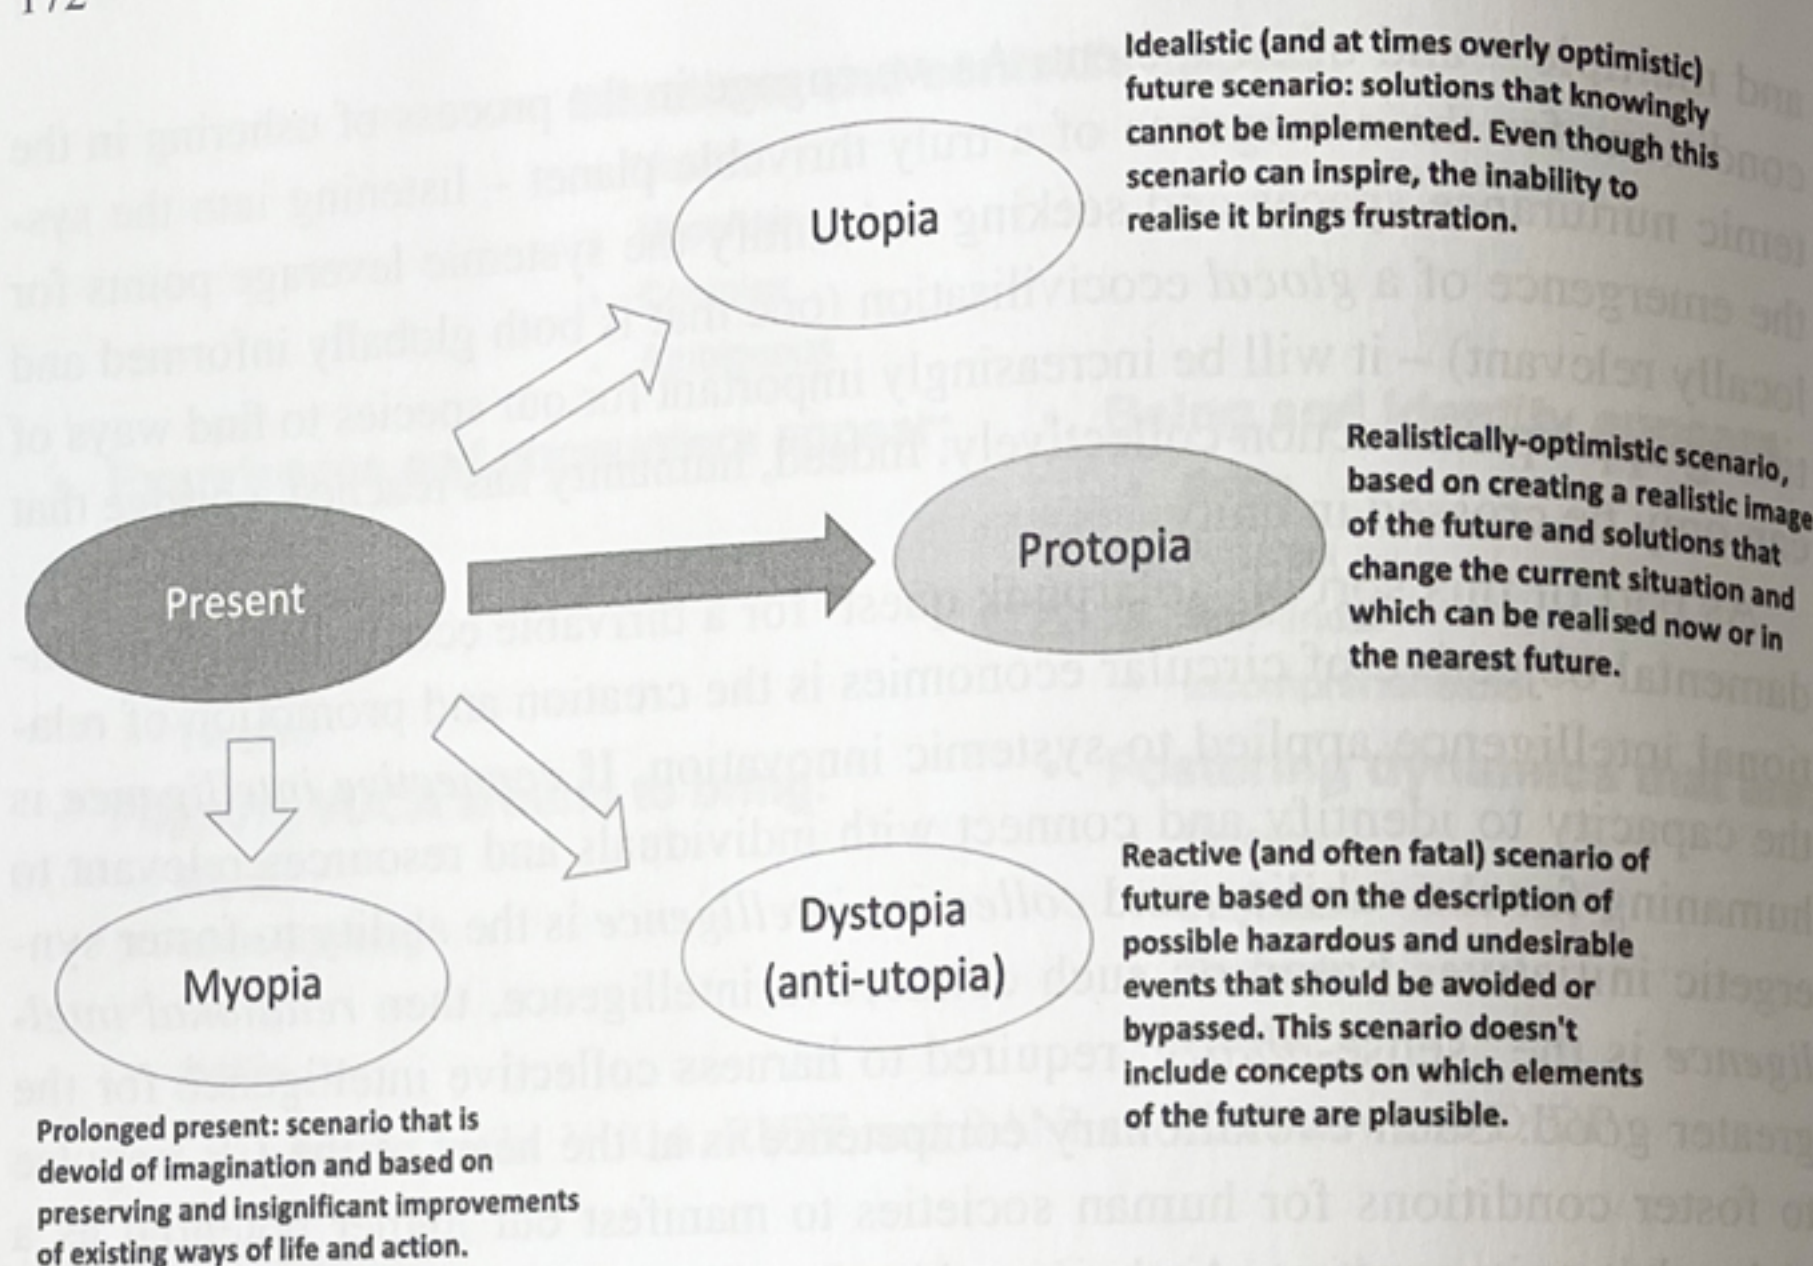 172
Idealistic (and at times overly optimistic)
future scenario: solutions that knowingly
cannot be implemented. Even though this
scenario can inspire, the inability to
realise it brings frustration.
Utopia
Realistically-optimistic scenario,
based on creating a realistic image
of the future and solutions that
change the current situation and
which can be realised now or in
the nearest future.
Protopia
Present
Reactive (and often fatal) scenario of
future based on the description of
possible hazardous and undesirable
events that should be avoided or
bypassed. This scenario doesn't
include concepts on which elements
of the future are plausible.
Dystopia
(anti-utopia)
Myopia
Prolonged present: scenario that is
devoid of imagination and based on
preserving and insignificant improvements
of existing ways of life and action.